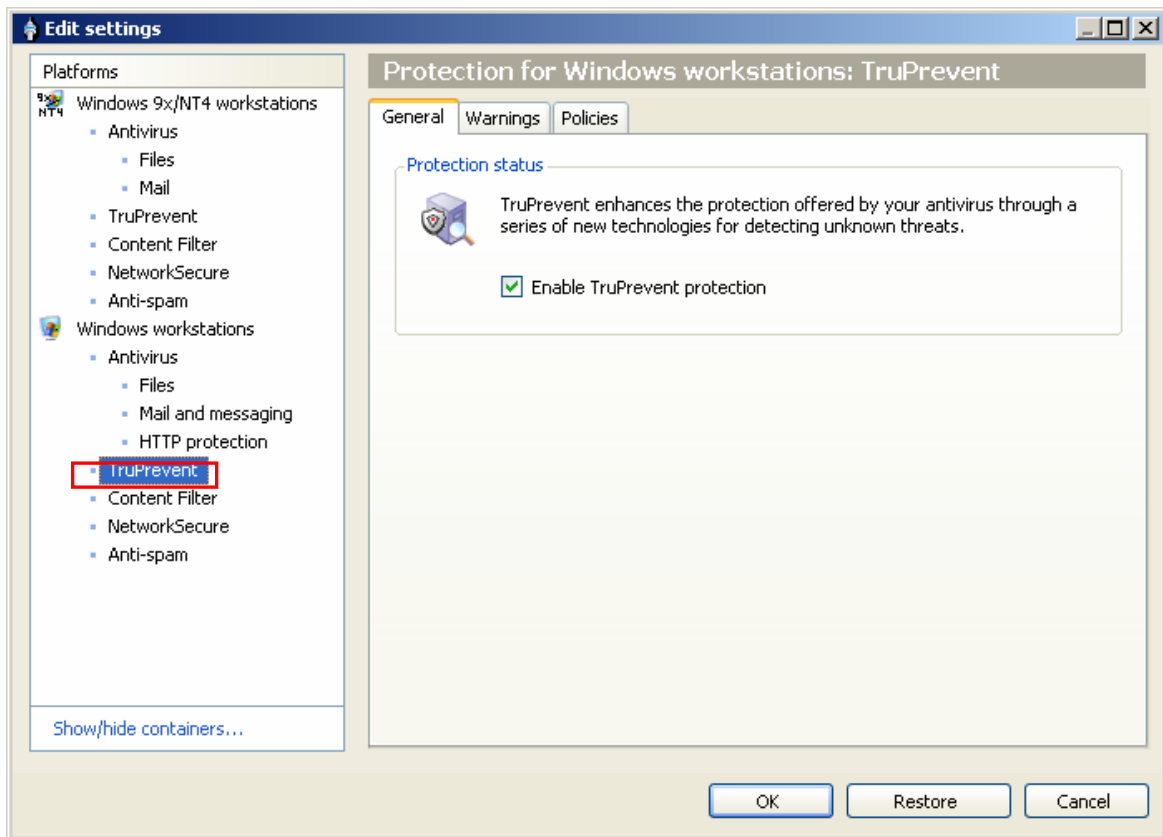 Edit settings
Platforms
9x
NT4
Windows 9x/NT4 workstations
Antivirus
Files
Mail
TruPrevent
Content Filter
NetworkSecure
Anti-spam
Windows workstations
Antivirus
Files
Mail and messaging
HTTP protection
TruPrevent
Content Filter
NetworkSecure
Anti-spam
Show/hide containers...
Protection for Windows workstations: TruPrevent
General Warnings Policies
Protection status
TruPrevent enhances the protection offered by your antivirus through a
series of new technologies for detecting unknown threats.
Enable TruPrevent protection
OK Restore Cancel